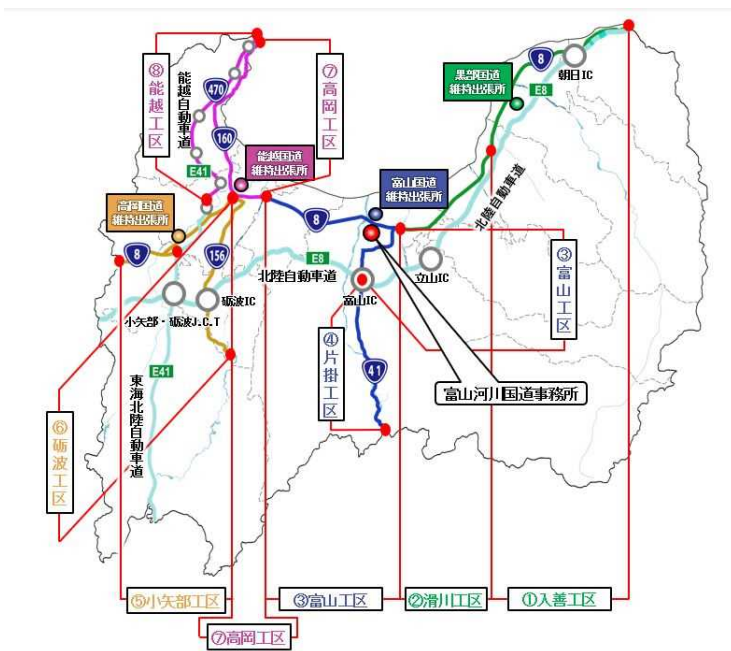 ⑧能越工区
能越自動車道
470
160
E41
⑦高岡工区
能越国道
維持出張所
黒部国道
維持出張所
8
朝日IC
E8
高岡国道
維持出張所
富山国道
維持出張所
8
8
156
北陸自動車道
北陸自動車道
E8
砺波IC
富山IC
立山IC
小矢部・砺波J.C.T
③富山工区
④片掛工区
41
富山河川国道事務所
E41
東海北陸自動車道
⑥砺波工区
⑤小矢部工区
③富山工区
②滑川工区
①入善工区
⑦高岡工区